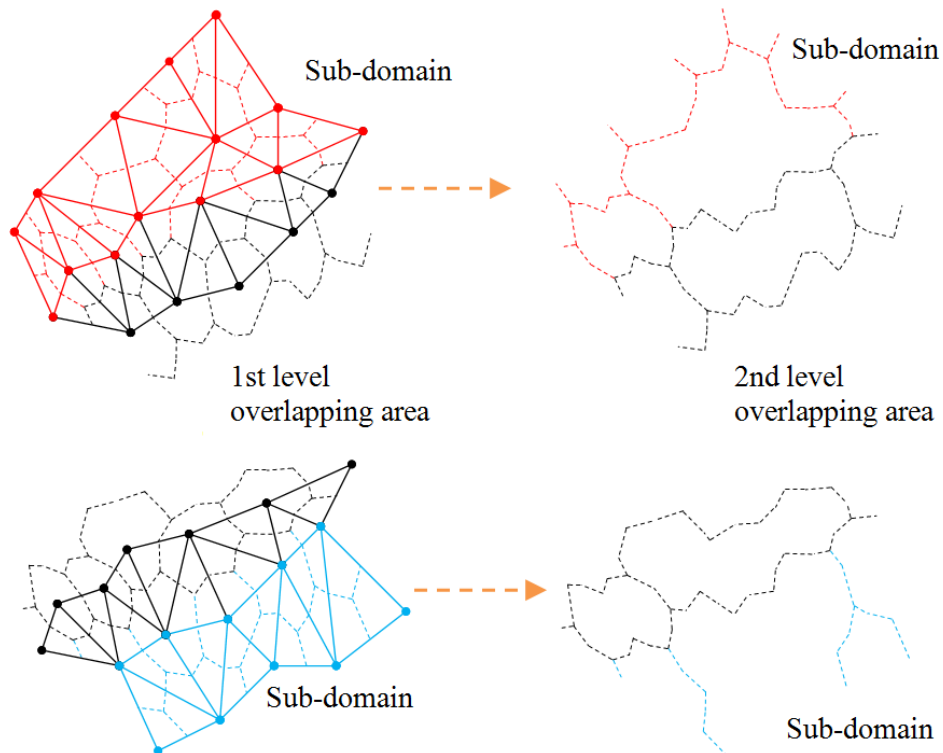 Sub-domain
Sub-domain
1st level
overlapping area
2nd level
overlapping area
Sub-domain
Sub-domain